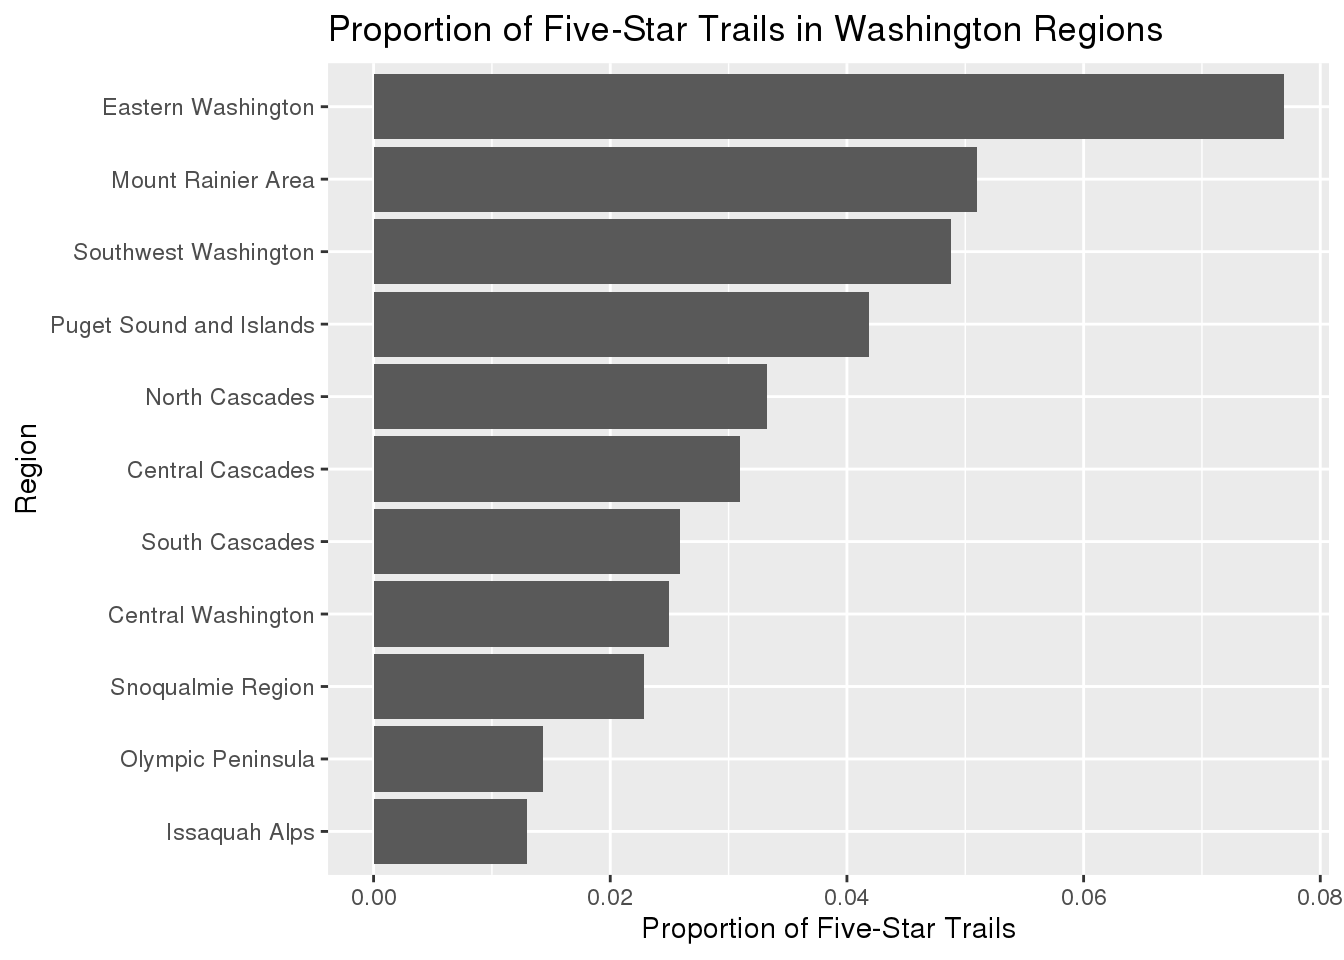 Proportion of Five-Star Trails in Washington Regions
Region
Eastern Washington
Mount Rainier Area
Southwest Washington
Puget Sound and Islands
North Cascades
Central Cascades
South Cascades
Central Washington
Snoqualmie Region
Olympic Peninsula
Issaquah Alps
0.00 0.02 0.04 0.06 0.08
Proportion of Five-Star Trails